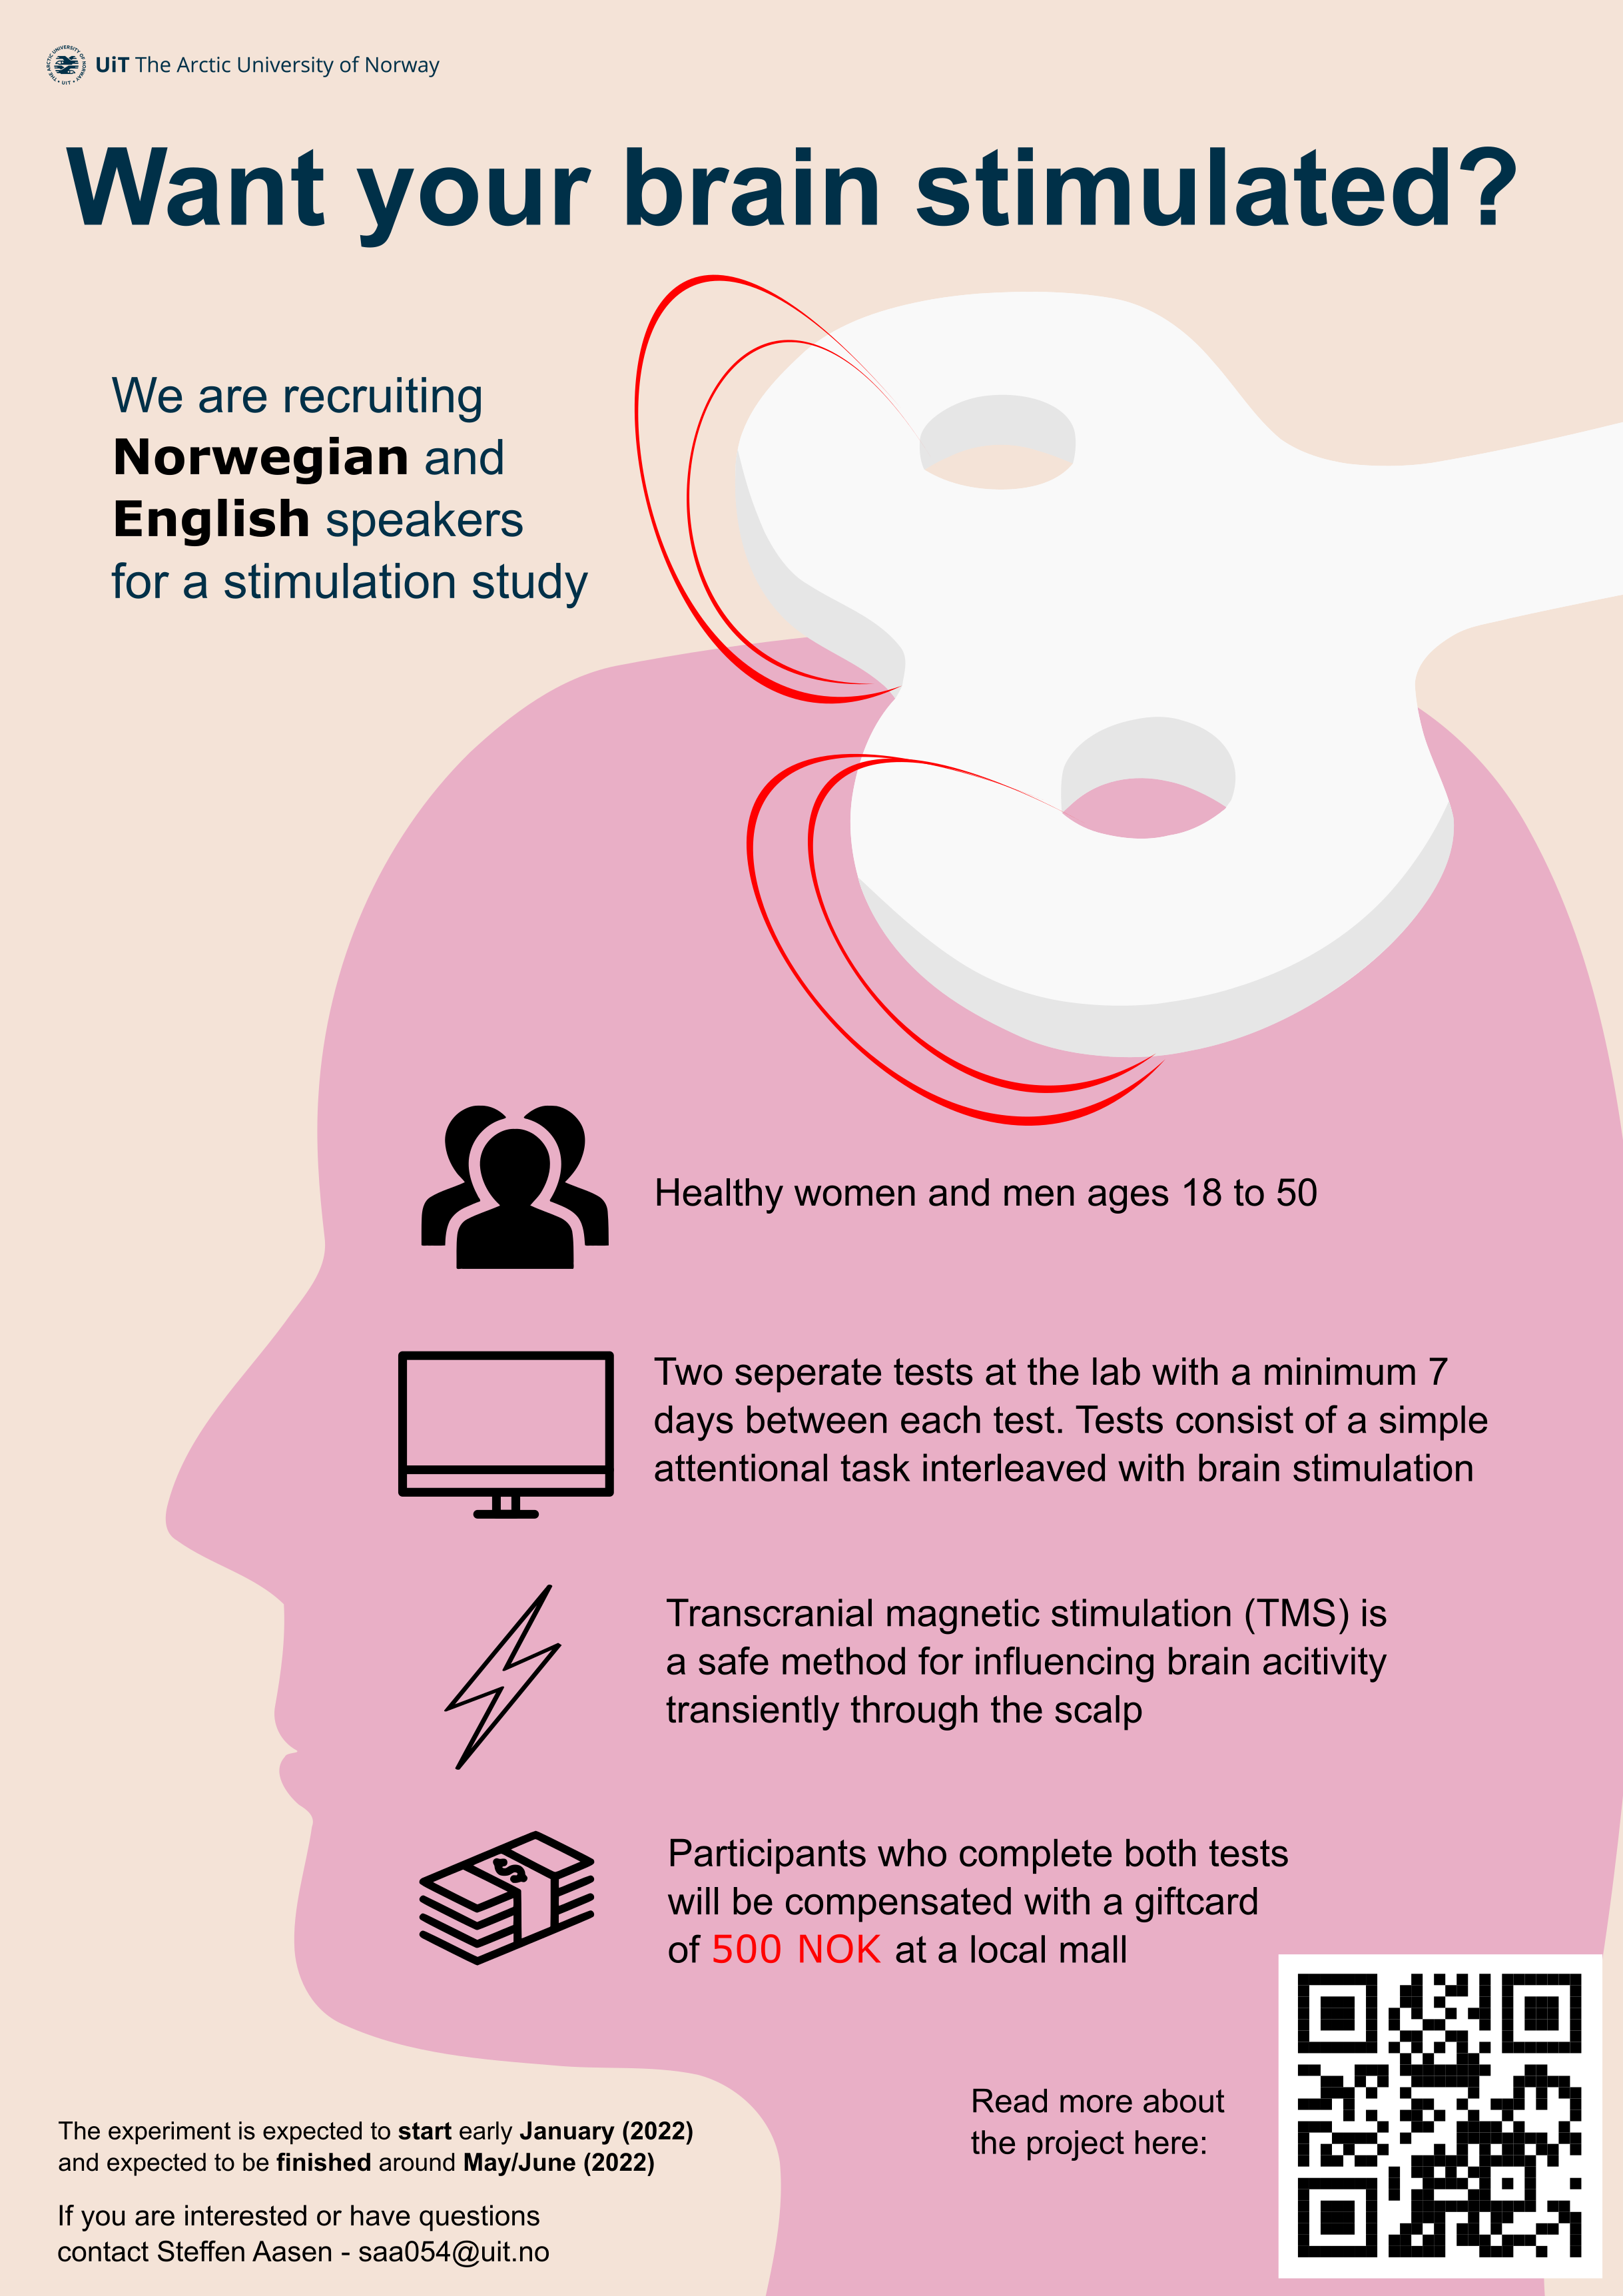 UiT The Arctic University of Norway
Want your brain stimulated?
We are recruiting
Norwegian and
English speakers
for a stimulation study
Healthy women and men ages 18 to 50
Two seperate tests at the lab with a minimum 7
days between each test. Tests consist of a simple
attentional task interleaved with brain stimulation
Transcranial magnetic stimulation (TMS) is
a safe method for influencing brain acitivity
transiently through the scalp
Participants who complete both tests
will be compensated with a giftcard
of 500 NOK at a local mall
Read more about
the project here:
The experiment is expected to start early January (2022)
and expected to be finished around May/June (2022)
If you are interested or have questions
contact Steffen Aasen - saa054@uit.no